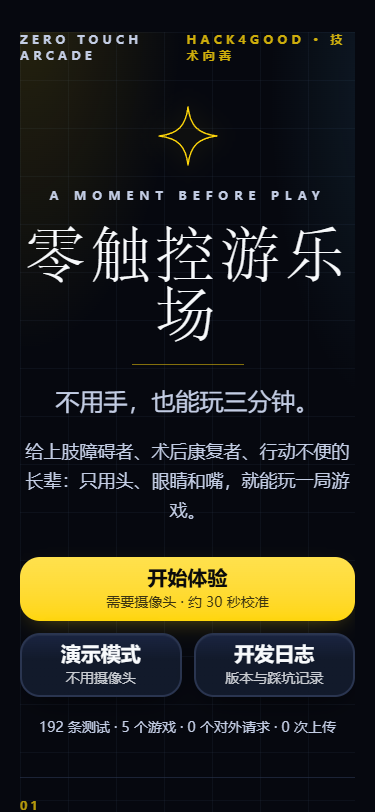 ZERO TOUCH
ARCADE
HACK4GOOD • 技
术向善
A MOMENT BEFORE PLAY
零触控游乐
场
不用手，也能玩三分钟。
给上肢障碍者、术后康复者、行动不便的
长辈：只用头、眼睛和嘴，就能玩一局游
戏。
开始体验
需要摄像头 · 约 30 秒校准
演示模式
不用摄像头
开发日志
版本与踩坑记录
192 条测试 · 5 个游戏 · 0 个对外请求 · 0 次上传
01